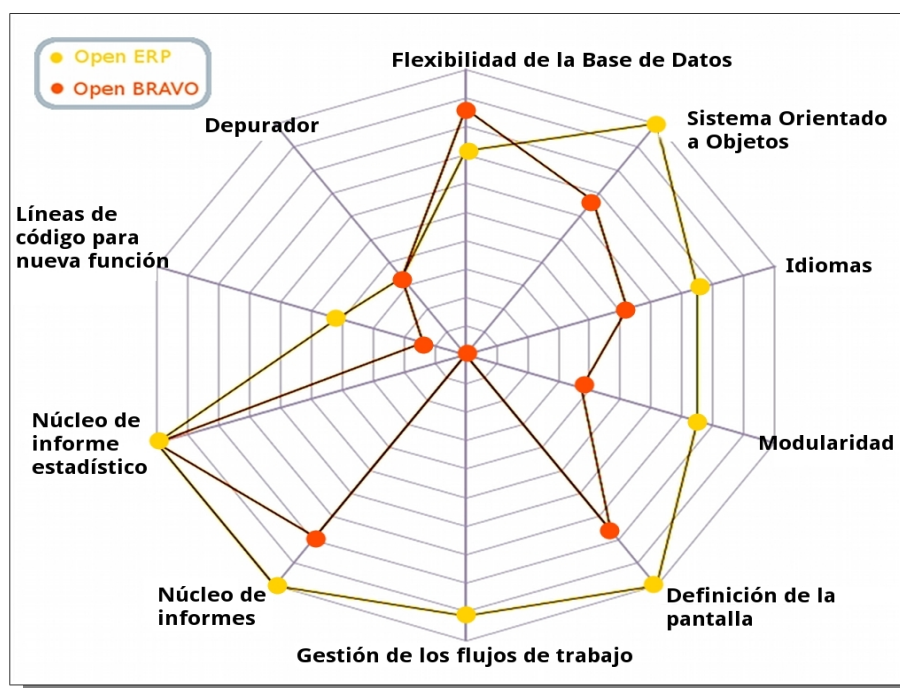 Open ERP
Open BRAVO
Flexibilidad de la Base de Datos
Sistema Orientado
a Objetos
Idiomas
Modularidad
Definición de la
pantalla
Gestión de los flujos de trabajo
Núcleo de
informes
Núcleo de
informe
estadístico
Líneas de
código para
nueva función
Depurador